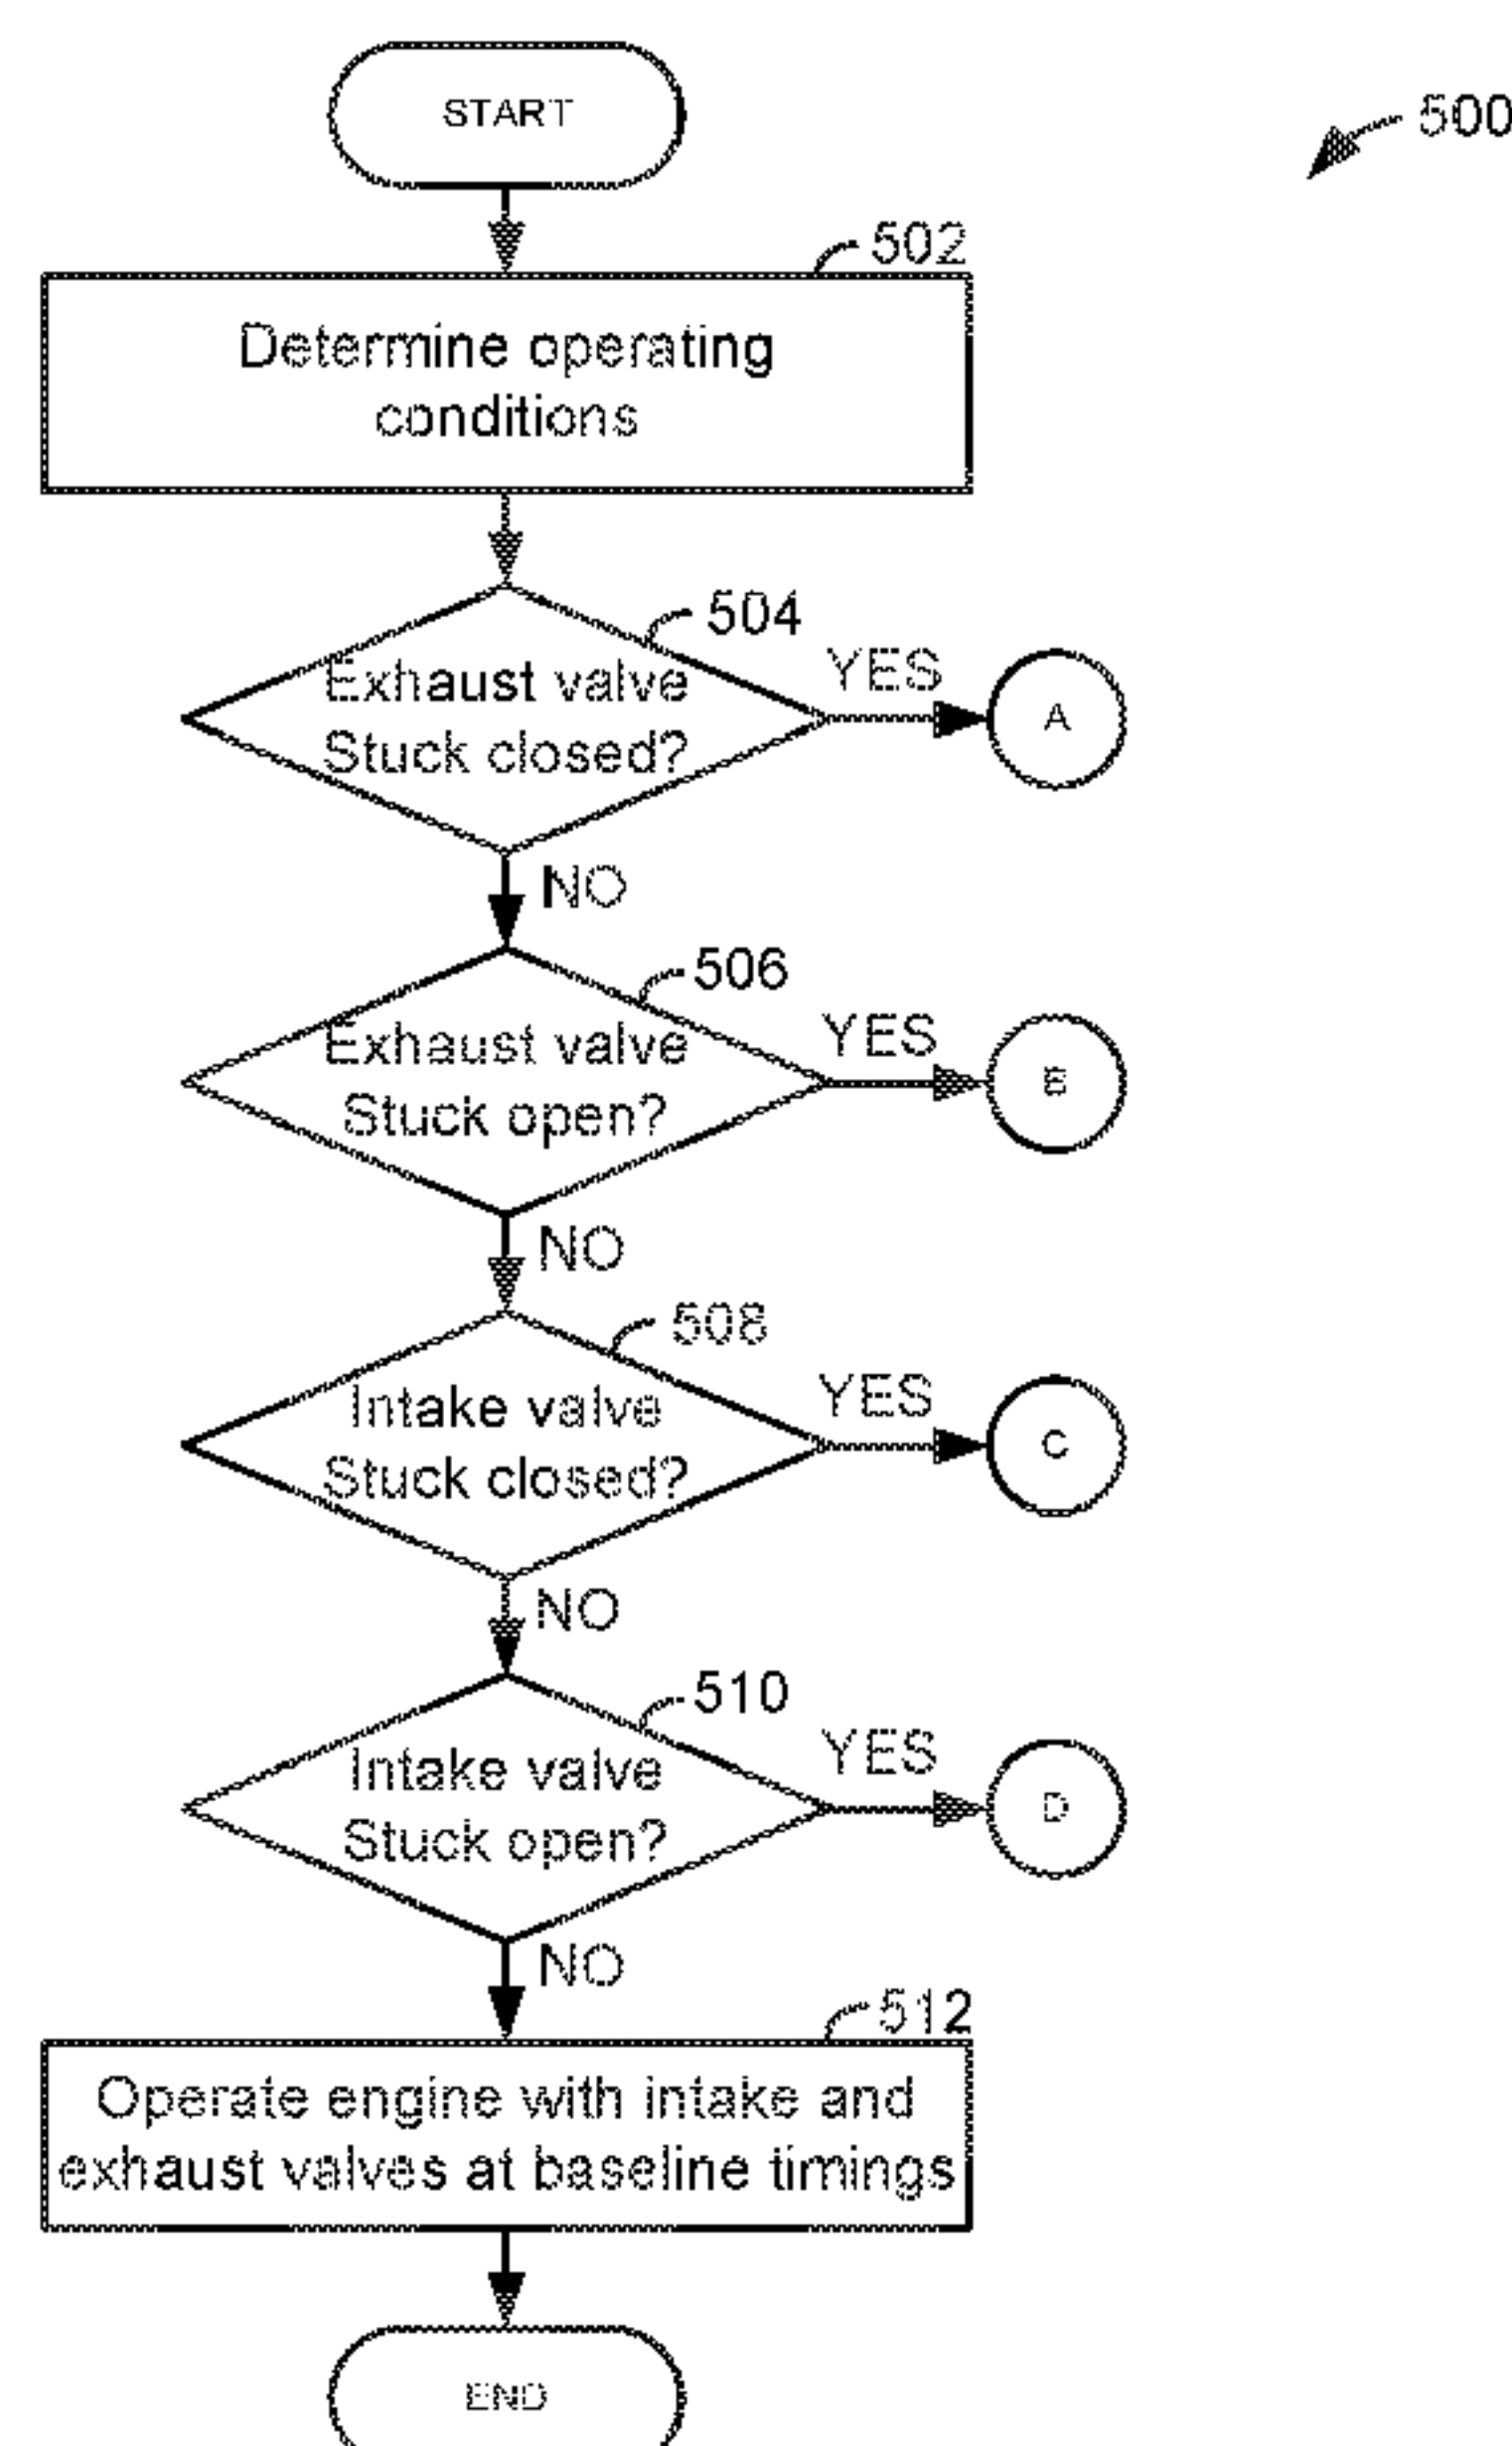 START
500
502
Determine operating
conditions
504
Exhaust valve
Stuck closed?
YES
A
NO
506
Exhaust valve
Stuck open?
YES
B
NO
508
Intake valve
Stuck closed?
YES
C
NO
510
Intake valve
Stuck open?
YES
D
NO
512
Operate engine with intake and
exhaust valves at baseline timings
END